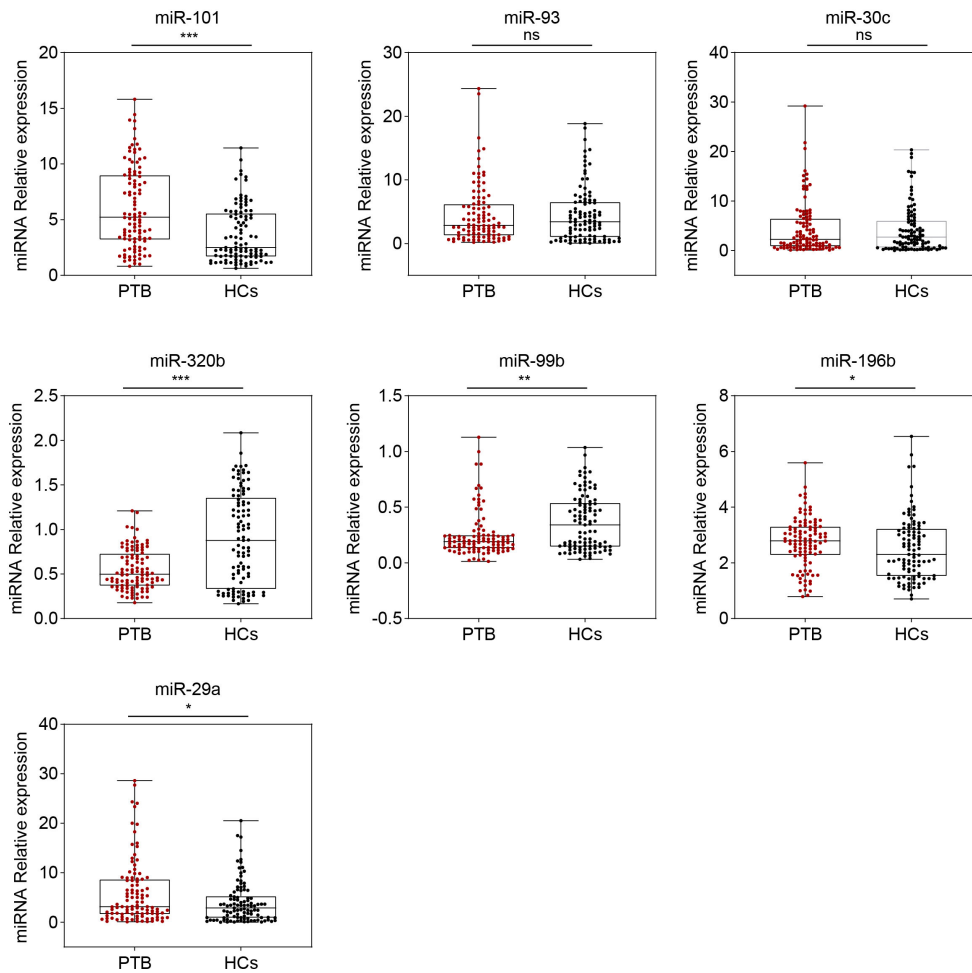 miR-101
***
miRNA Relative expression
20
15
10
5
0
PTB HCs
miR-93
ns
miRNA Relative expression
30
20
10
0
-10
PTB HCs
miR-30c
ns
miRNA Relative expression
40
30
20
10
0
PTB HCs
miR-320b
***
miRNA Relative expression
2.5
2.0
1.5
1.0
0.5
0.0
PTB HCs
miR-99b
**
miRNA Relative expression
1.5
1.0
0.5
0.0
-0.5
PTB HCs
miR-196b
*
miRNA Relative expression
8
6
4
2
0
PTB HCs
miR-29a
*
miRNA Relative expression
40
30
20
10
0
PTB HCs